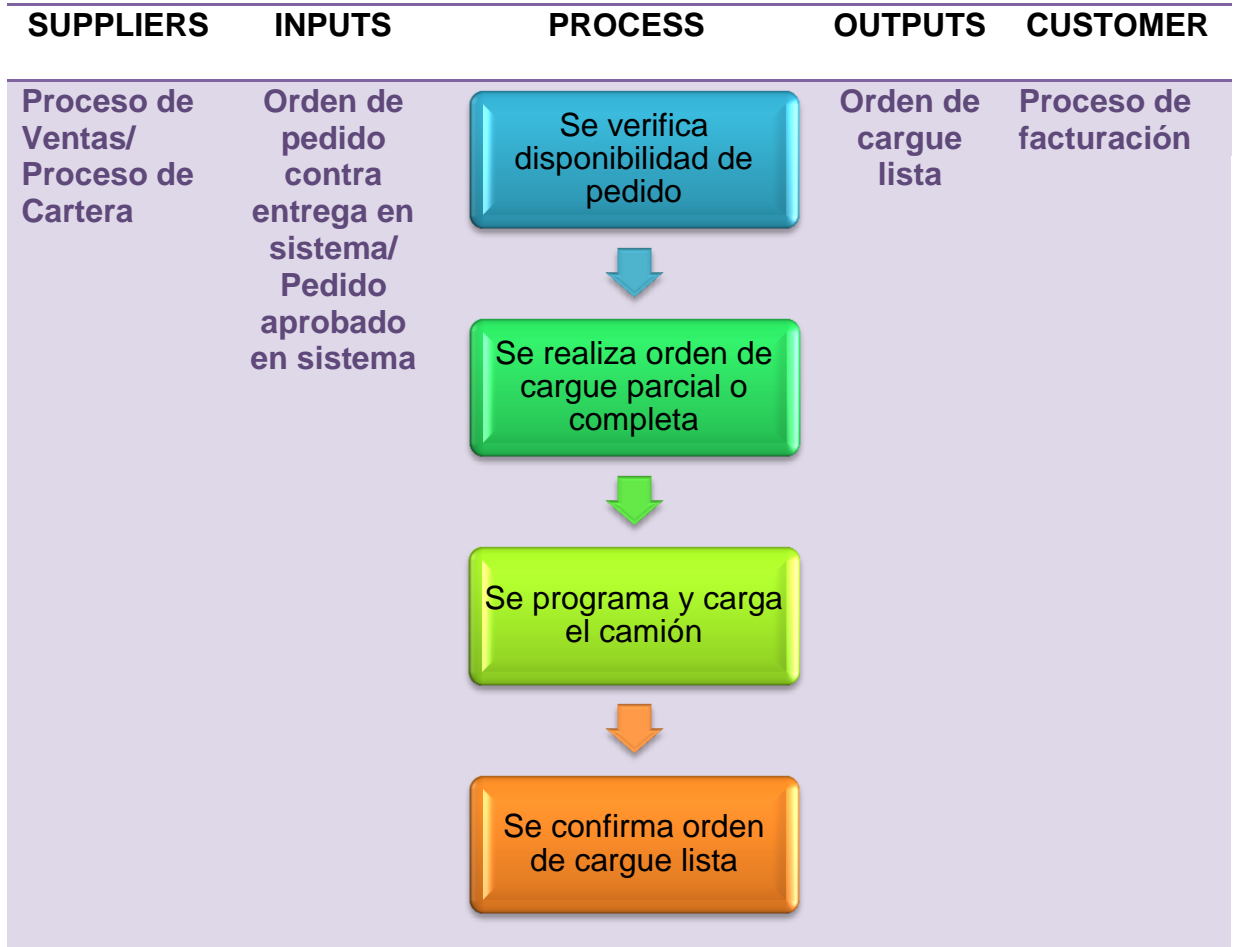 SUPPLIERS INPUTS PROCESS OUTPUTS CUSTOMER
Proceso de
Ventas/
Proceso de
Cartera
Orden de
pedido
contra
entrega en
sistema/
Pedido
aprobado
en sistema
Se verifica
disponibilidad de
pedido
Se realiza orden de
cargue parcial o
completa
Se programa y carga
el camión
Se confirma orden
de cargue lista
Orden de
cargue
lista
Proceso de
facturación